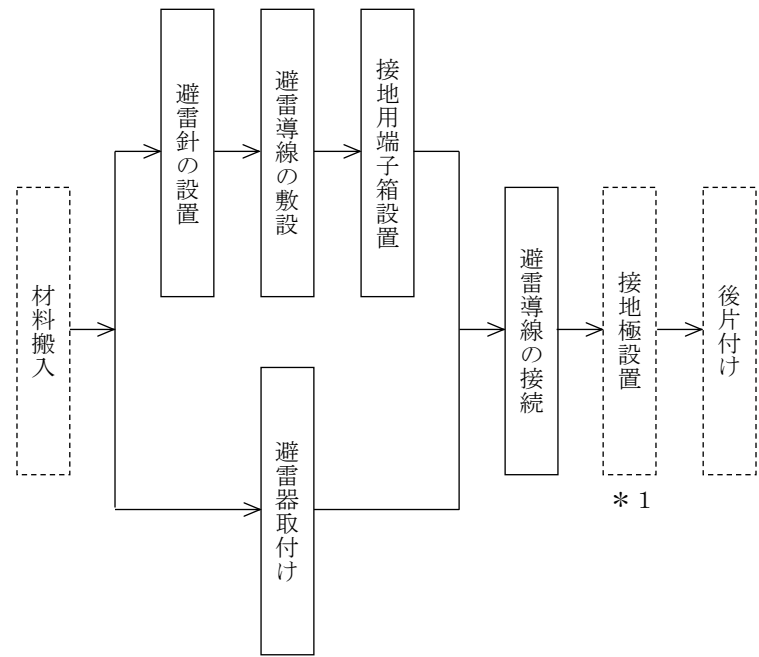 材料搬入
避雷針の設置
避雷導線の敷設
接地用端子箱設置
避雷器取付け
避雷導線の接続
接地極設置
＊１
後片付け